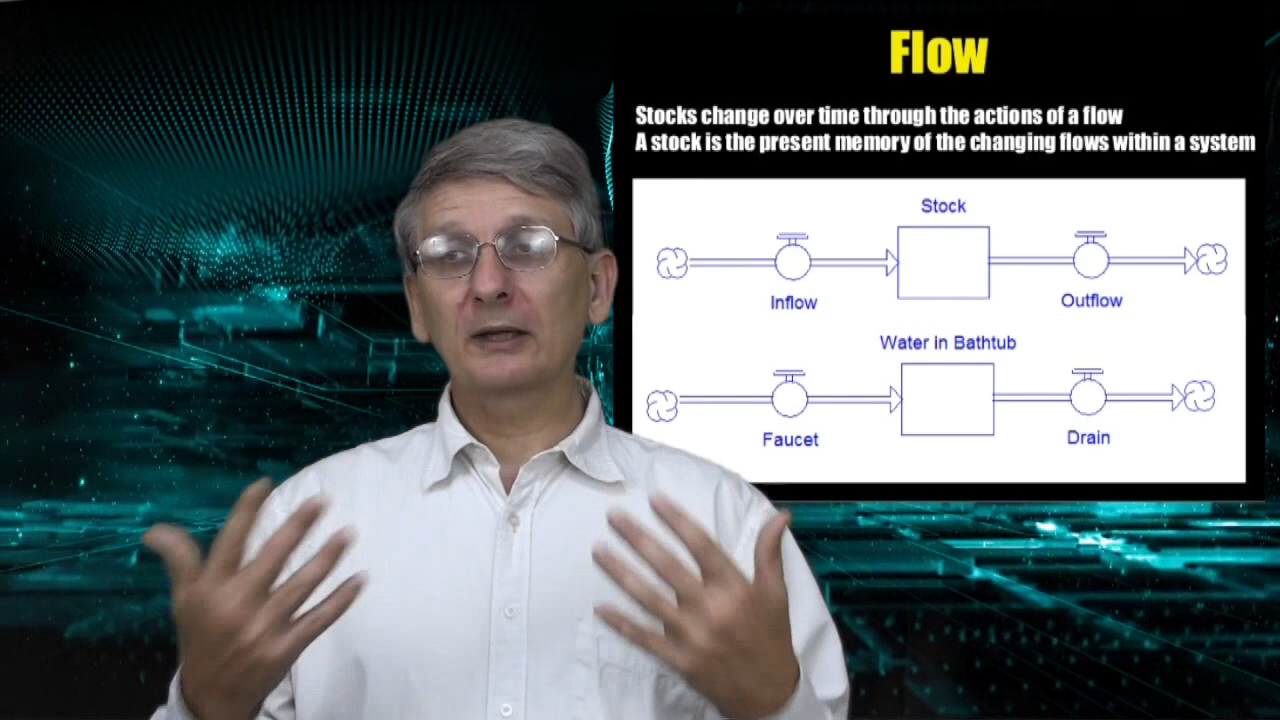 Flow
Stocks change over time through the actions of a flow
A stock is the present memory of the changing flows within a system
Stock
Inflow
Outflow
Water in Bathtub
Faucet
Drain